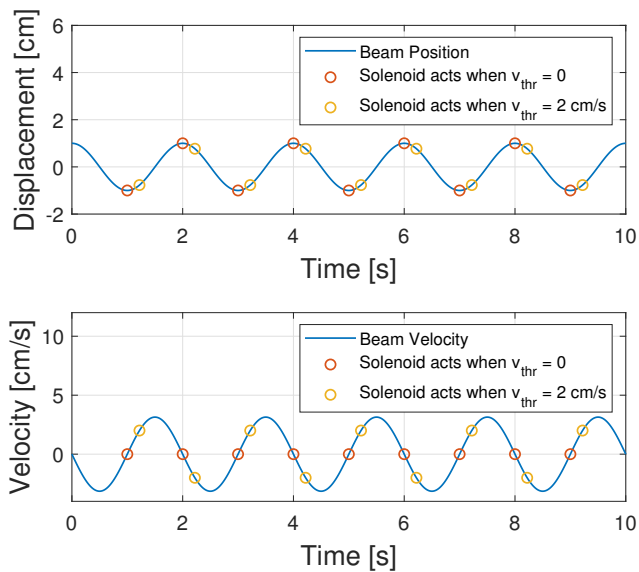 Displacement [cm]
6
4
2
0
-2
Beam Position
Solenoid acts when v_thr = 0
Solenoid acts when v_thr = 2 cm/s
0 2 4 6 8 10
Time [s]
Velocity [cm/s]
10
5
0
Beam Velocity
Solenoid acts when v_thr = 0
Solenoid acts when v_thr = 2 cm/s
0 2 4 6 8 10
Time [s]